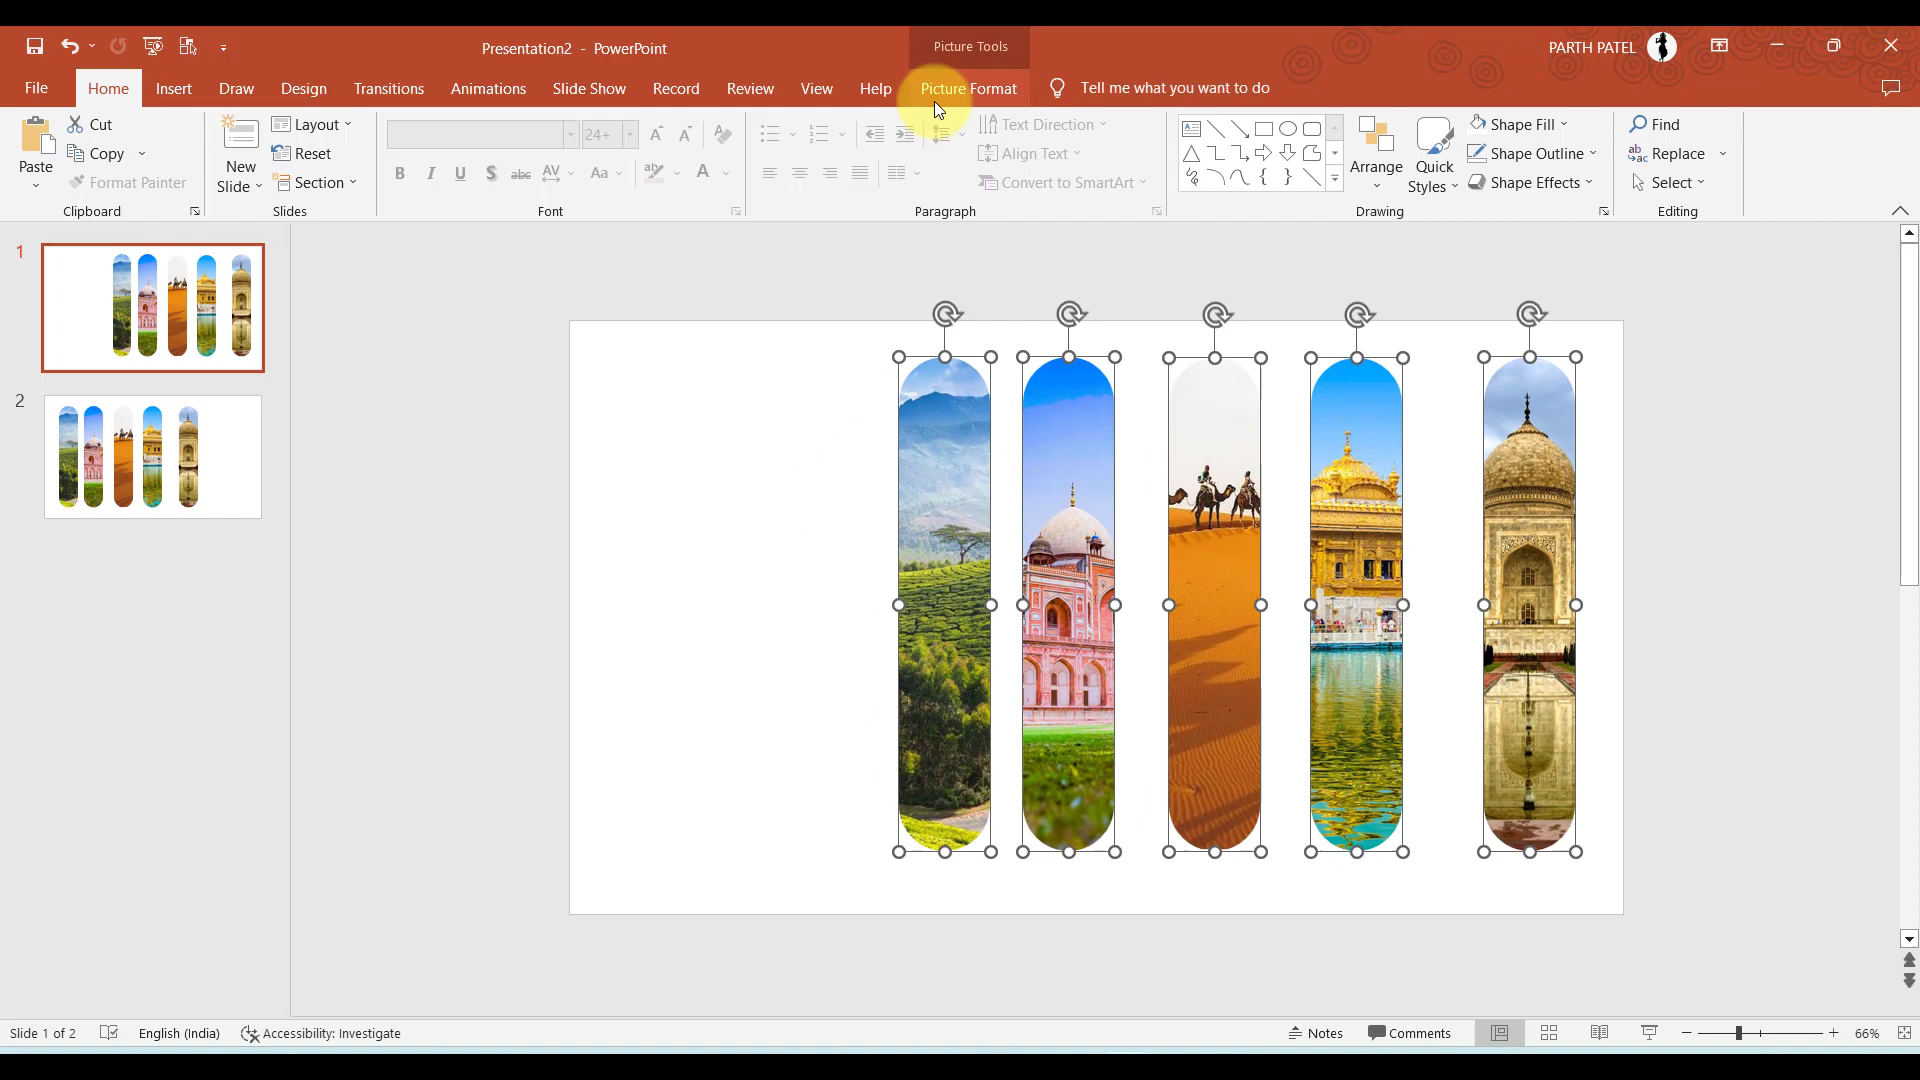 Presentation2 - PowerPoint
Picture Tools
PARTH PATEL
File Home Insert Draw Design Transitions Animations Slide Show Record Review View Help Picture Format Tell me what you want to do
Paste
Cut
Copy
Format Painter
Clipboard
New Slide
Layout
Reset
Section
Slides
24+
B I U S abc AV Aa A
Font
Text Direction
Align Text
Convert to SmartArt
Paragraph
Arrange
Quick Styles
Shape Fill
Shape Outline
Shape Effects
Drawing
Find
Replace
Select
Editing
1
2
Slide 1 of 2 English (India) Accessibility: Investigate Notes Comments 66%